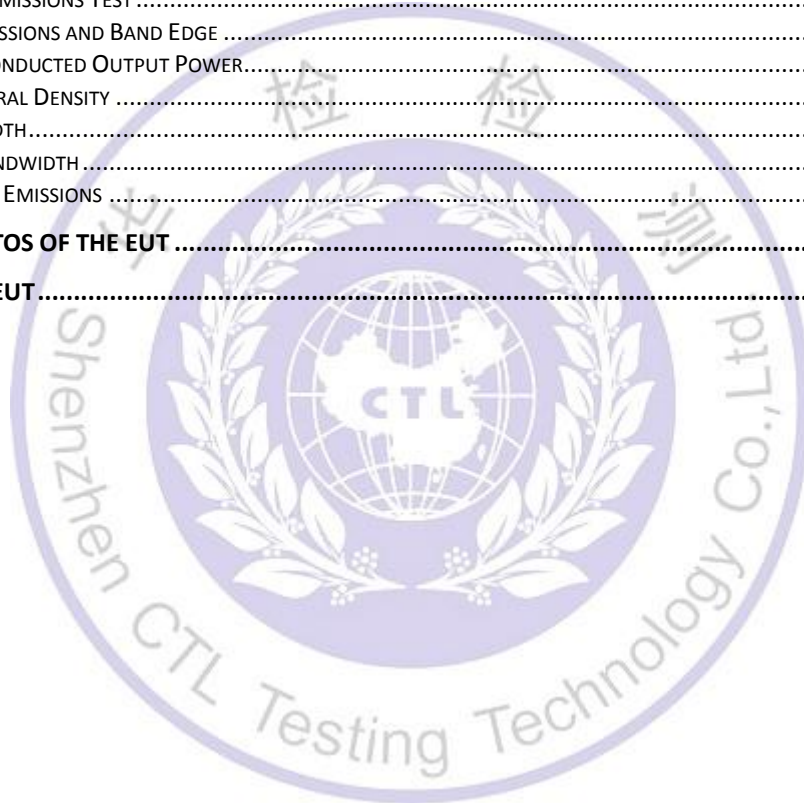 MISSIONS TEST
SSIONS AND BAND EDGE
ONDUCTED OUTPUT POWER
RAL DENSITY
OTH
NDWIDTH
EMISSIONS
TOS OF THE EUT
EUT
检 检
测
CTL
Shenzhen CTL Testing Technology Co., Ltd